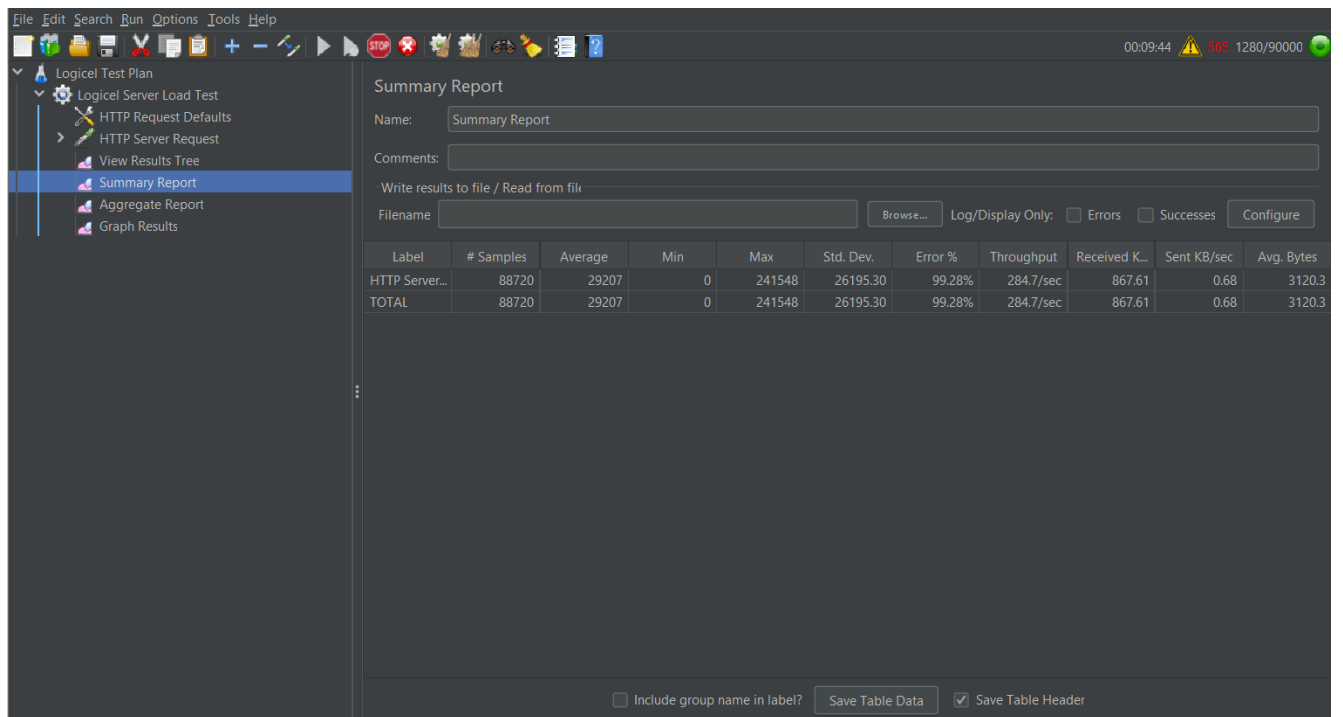 File Edit Search Run Options Tools Help
STOP ? 00:09:44 565 1280/90000
Logicel Test Plan
Logicel Server Load Test
HTTP Request Defaults
HTTP Server Request
View Results Tree
Summary Report
Aggregate Report
Graph Results
Summary Report
Name: Summary Report
Comments:
Write results to file / Read from file
Filename Browse... Log/Display Only: Errors Successes Configure
Label # Samples Average Min Max Std. Dev. Error % Throughput Received K... Sent KB/sec Avg. Bytes
HTTP Server... 88720 29207 0 241548 26195.30 99.28% 284.7/sec 867.61 0.68 3120.3
TOTAL 88720 29207 0 241548 26195.30 99.28% 284.7/sec 867.61 0.68 3120.3
Include group name in label? Save Table Data Save Table Header